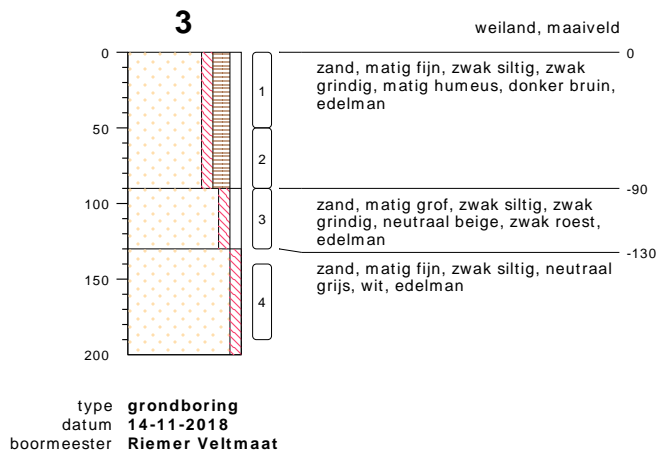 3
weiland, maaiveld
0
0
zand, matig fijn, zwak siltig, zwak
grindig, matig humeus, donker bruin,
edelman
1
50
2
-90
zand, matig grof, zwak siltig, zwak
grindig, neutraal beige, zwak roest,
edelman
100
3
-130
zand, matig fijn, zwak siltig, neutraal
grijs, wit, edelman
150
4
200
type grondboring
datum 14-11-2018
boormeester Riemer Veltmaat